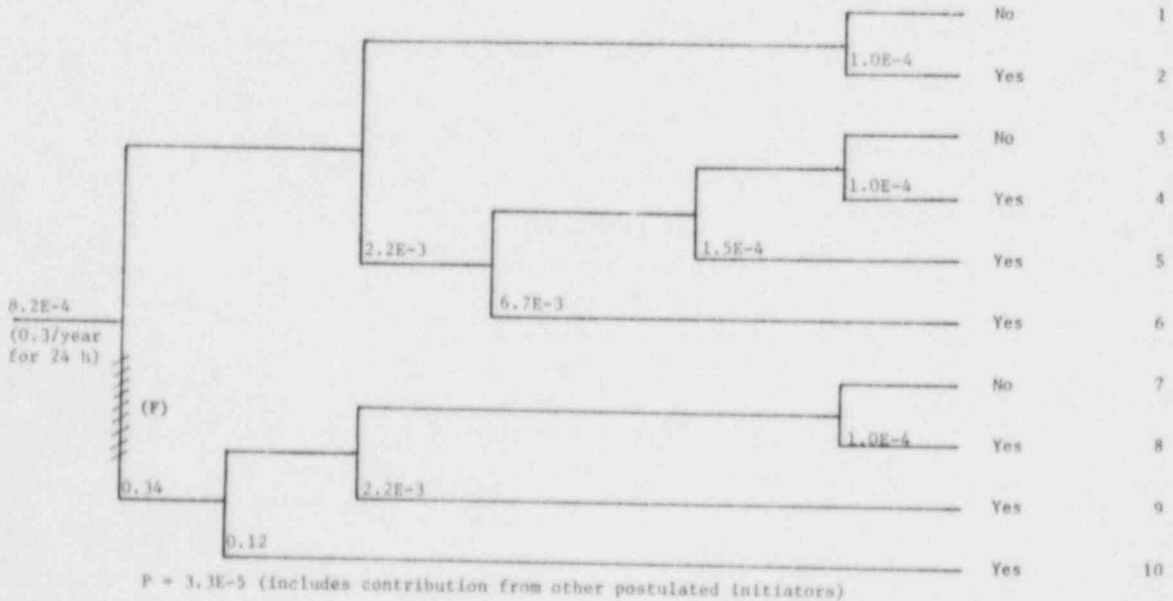 No 1
1.0E-4
Yes 2
No 3
1.0E-4
Yes 4
2.2E-3
1.5E-4
Yes 5
6.7E-3
8.2E-4
Yes 6
(0.3/year
for 24 h)
No 7
(F)
1.0E-4
Yes 8
0.34
2.2E-3
Yes 9
0.12
Yes 10
P = 3.3E-5 (includes contribution from other postulated initiators)